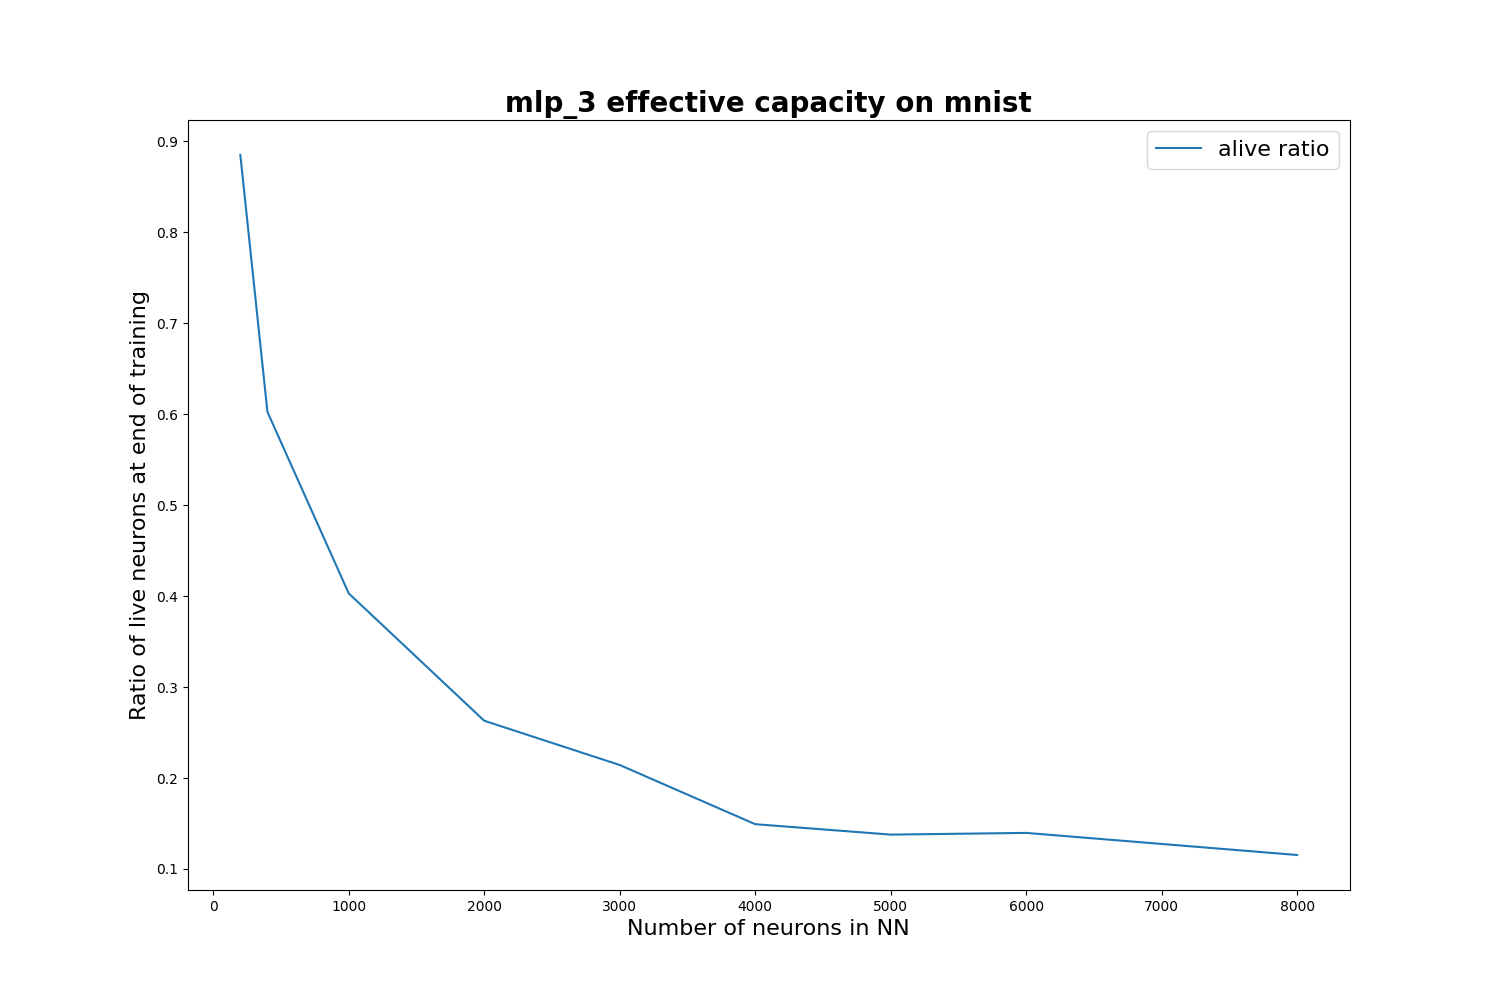 mlp_3 effective capacity on mnist
alive ratio
Ratio of live neurons at end of training
0.9
0.8
0.7
0.6
0.5
0.4
0.3
0.2
0.1
0 1000 2000 3000 4000 5000 6000 7000 8000
Number of neurons in NN